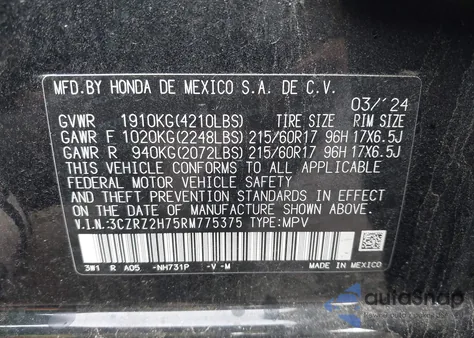 MFD.BY HONDA DE MEXICO S.A. DE C.V.
03/´24
GVWR 1910KG(4210LBS) TIRE SIZE RIM SIZE
GAWR F 1020KG(2248LBS) 215/60R17 96H 17X6.5J
GAWR R 940KG(2072LBS) 215/60R17 96H 17X6.5J
THIS VEHICLE CONFORMS TO ALL APPLICABLE
FEDERAL MOTOR VEHICLE SAFETY
AND THEFT PREVENTION STANDARDS IN EFFECT ON THE
DATE OF MANUFACTURE SHOWN ABOVE.
V.I.N.:3CZRZ2H75RM775375 TYPE:MPV
3W1 R A05 -NH731P -V-M MADE IN MEXICO
autosnap